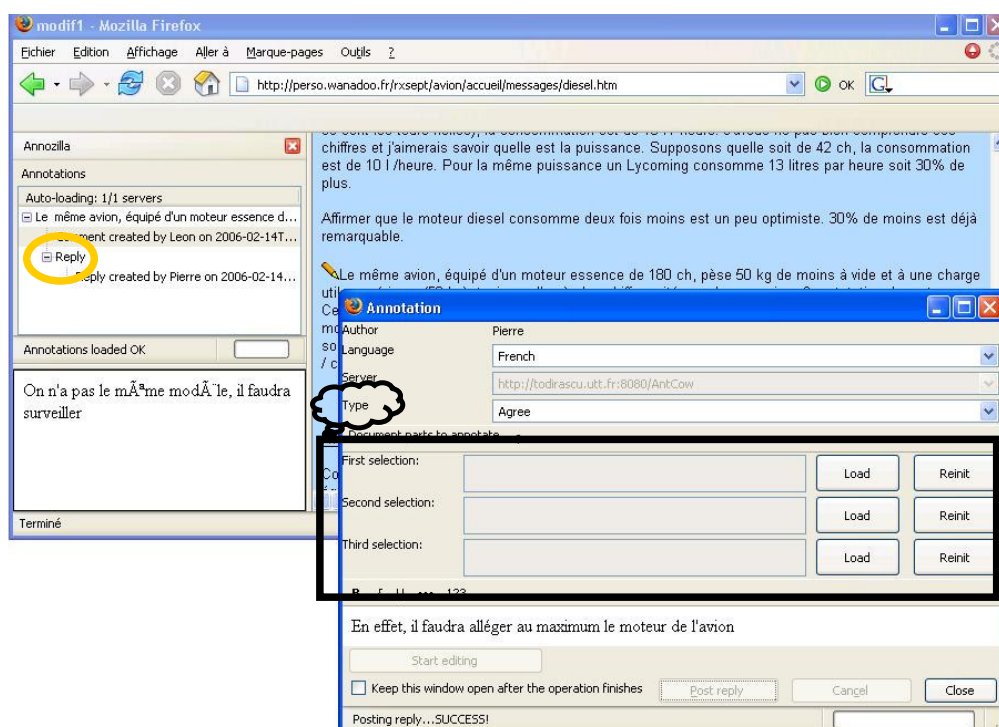 modif1 - Mozilla Firefox
Fichier Edition Affichage Aller à Marque-pages Outils ?
http://perso.wanadoo.fr/rxsept/avion/accueil/messages/diesel.htm OK G
Annozilla
Annotations
Auto-loading: 1/1 servers
Le même avion, équipé d'un moteur essence d...
created by Leon on 2006-02-14T...
Reply
Reply created by Pierre on 2006-02-14...
Annotations loaded OK
On n'a pas le mÃªme modÃ¨le, il faudra
surveiller
Terminé
chiffres et j'aimerais savoir quelle est la puissance. Supposons quelle soit de 42 ch, la consommation
est de 10 l /heure. Pour la même puissance un Lycoming consomme 13 litres par heure soit 30% de
plus.
Affirmer que le moteur diesel consomme deux fois moins est un peu optimiste. 30% de moins est déjà
remarquable.
Le même avion, équipé d'un moteur essence de 180 ch, pèse 50 kg de moins à vide et à une charge
Annotation
Author Pierre
Language French
Server http://todirascu.utt.fr:8080/AntCow
Type Agree
Document parts to annotate
First selection: Load Reinit
Second selection: Load Reinit
Third selection: Load Reinit
En effet, il faudra alléger au maximum le moteur de l'avion
Start editing
Keep this window open after the operation finishes Post reply Cancel Close
Posting reply...SUCCESS!